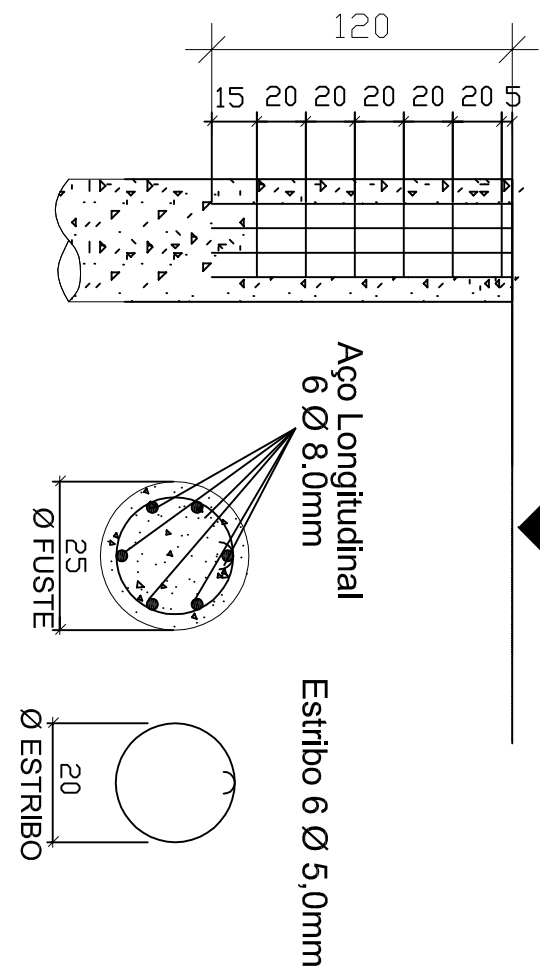 120
15 20 20 20 20 20 5
Aço Longitudinal
6 Ø 8.0mm
25
Ø FUSTE
Estribo 6 Ø 5,0mm
20
Ø ESTRIBO